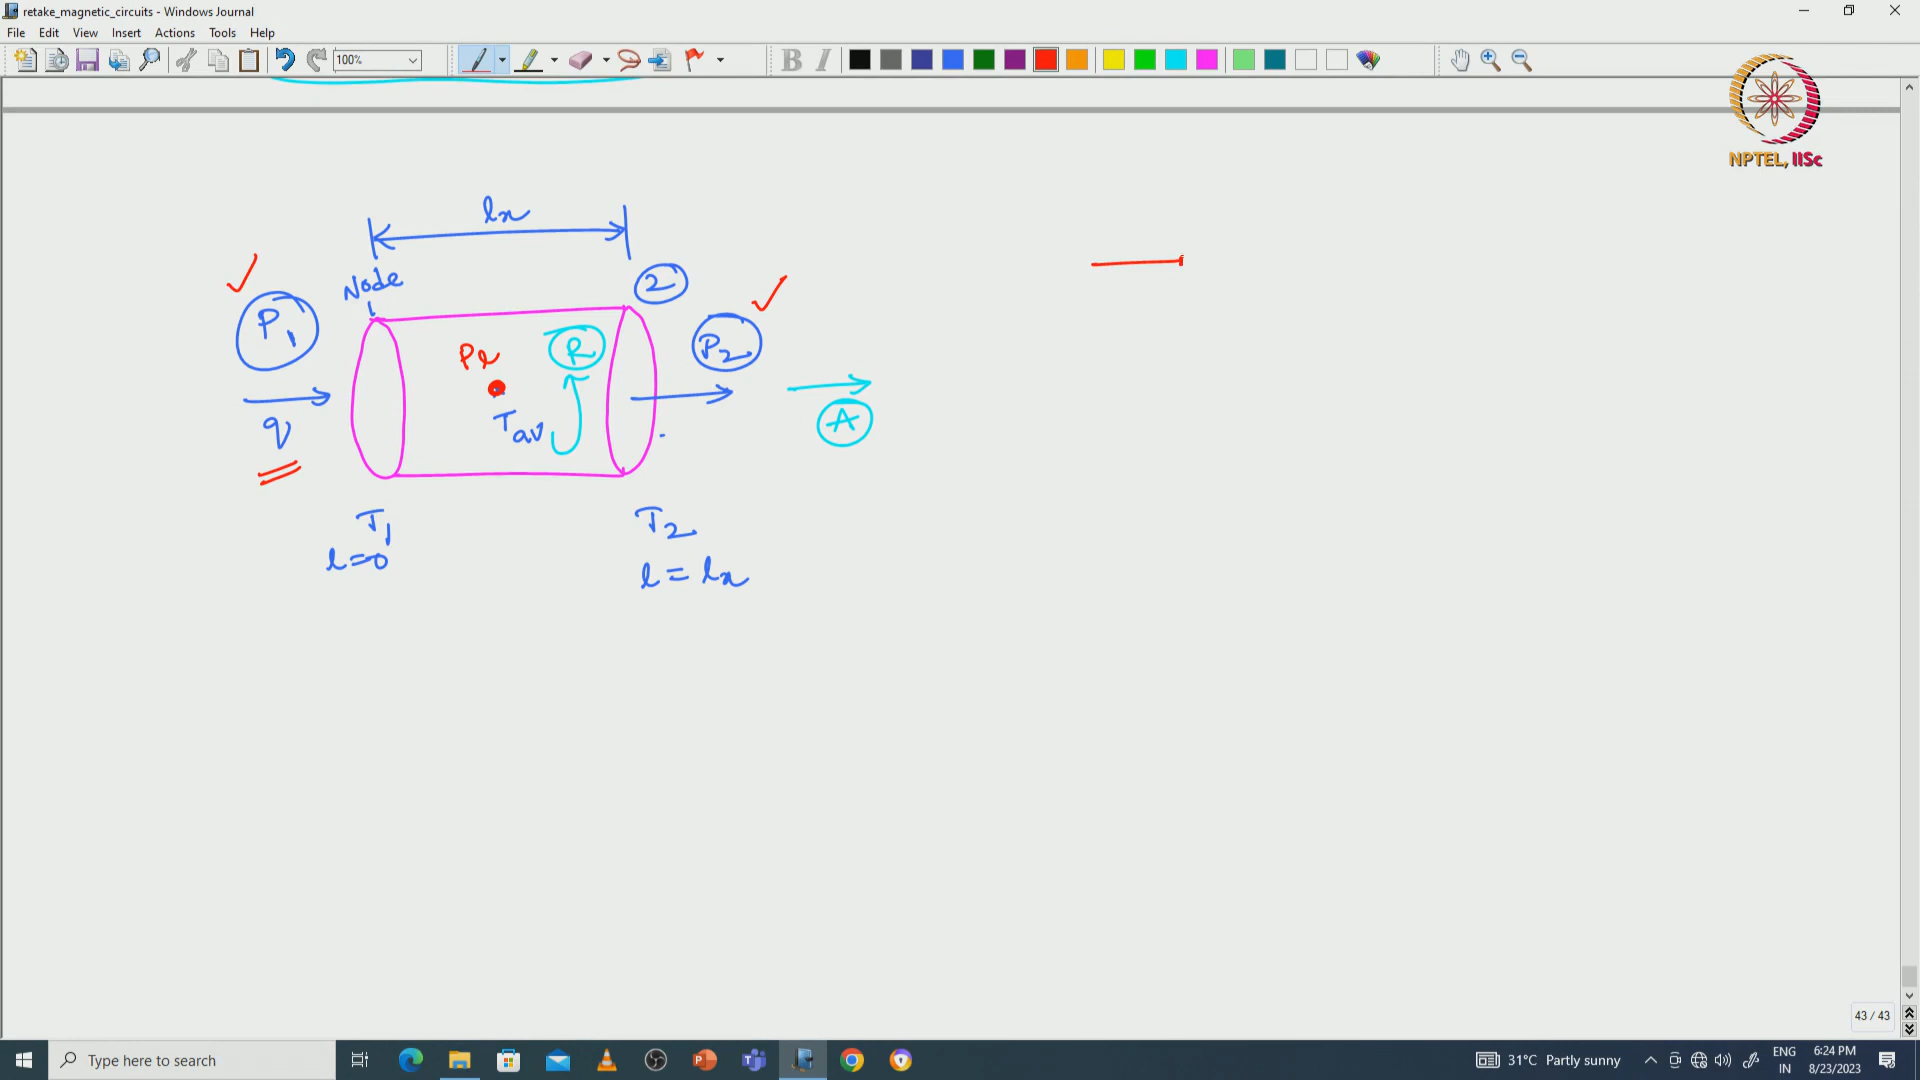 retake_magnetic_circuits - Windows Journal
File Edit View Insert Actions Tools Help
100%
B I
NPTEL, IISc
lx
Node
2
P1
Pl
R
P2
q
Tav
A
T1
T2
l=0
l = lx
43 / 43
Type here to search
31°C Partly sunny
ENG
IN
6:24 PM
8/23/2023